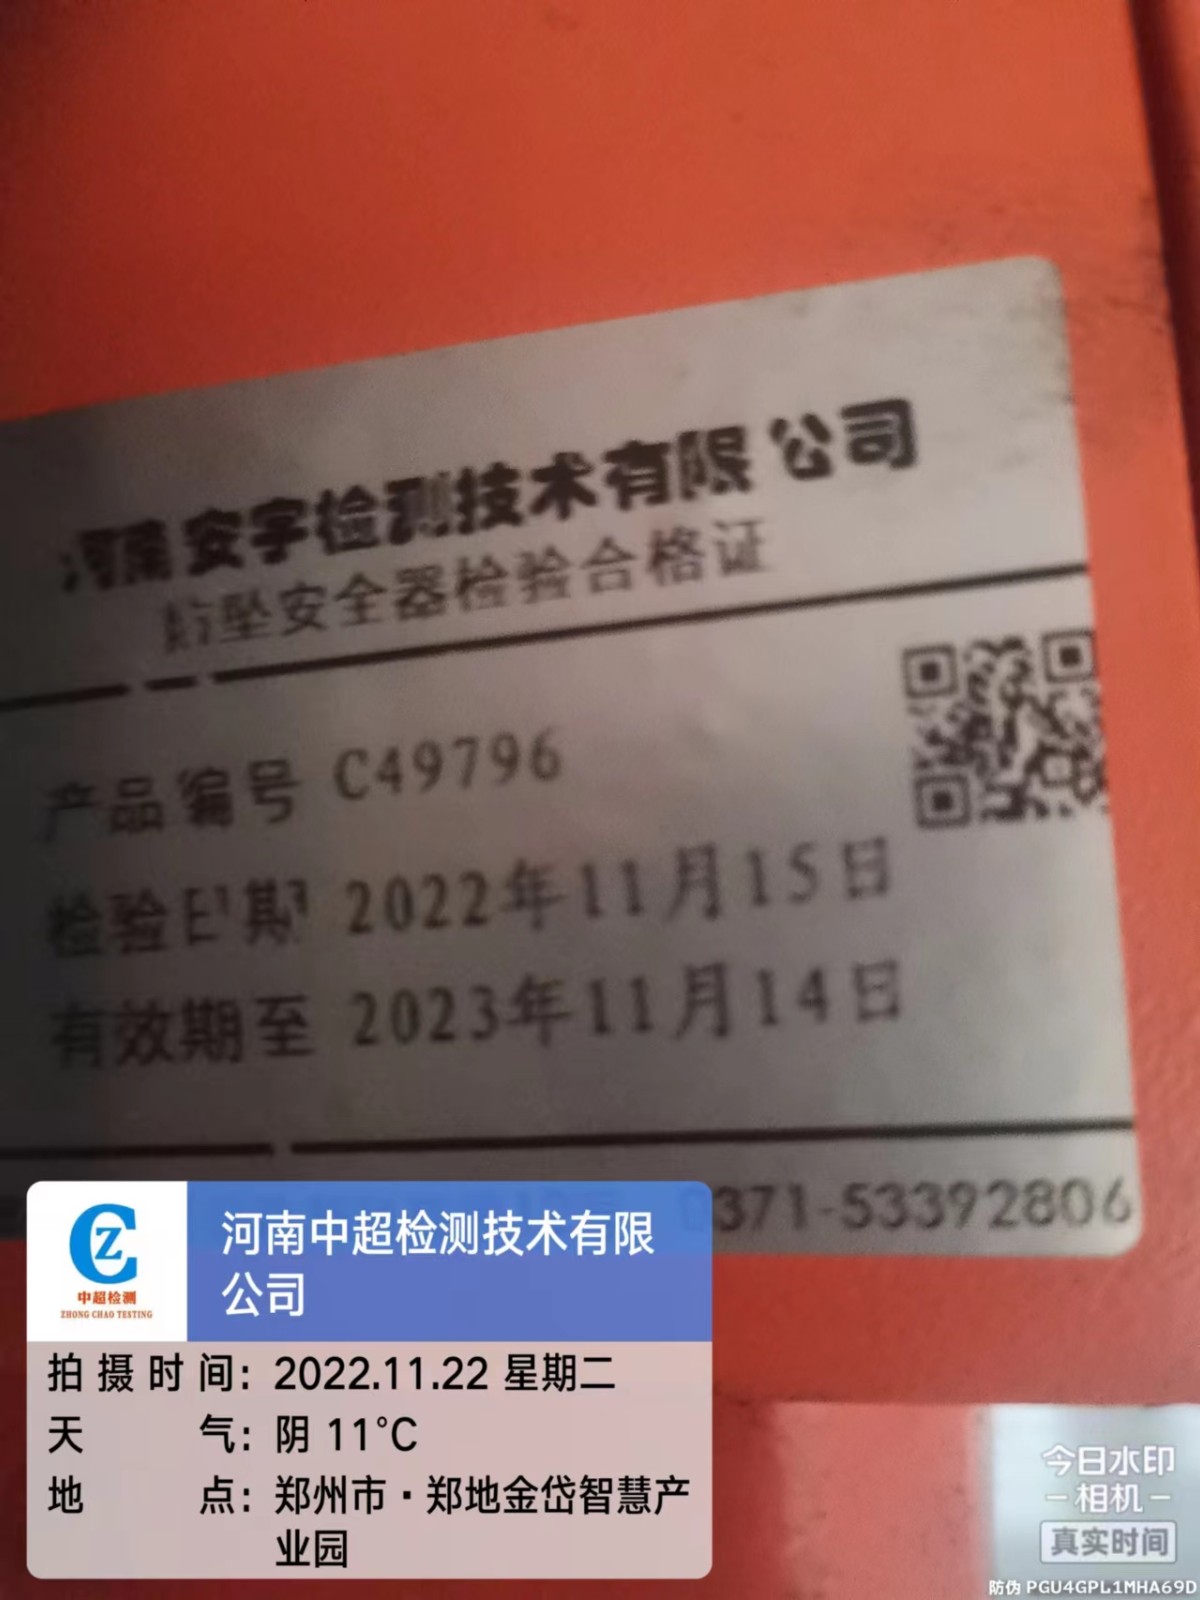 河南安宇检测技术有限公司
防坠安全器检验合格证
产品编号 C49796
检验日期 2022年11月15日
有效期至 2023年11月14日
0371-53392806
CZ
中超检测
ZHONG CHAO TESTING
河南中超检测技术有限
公司
拍摄时间: 2022.11.22 星期二
天气: 阴 11°C
地点: 郑州市·郑地金岱智慧产
业园
今日水印
-相机-
真实时间
防伪 PGU4GPL1MHA69D